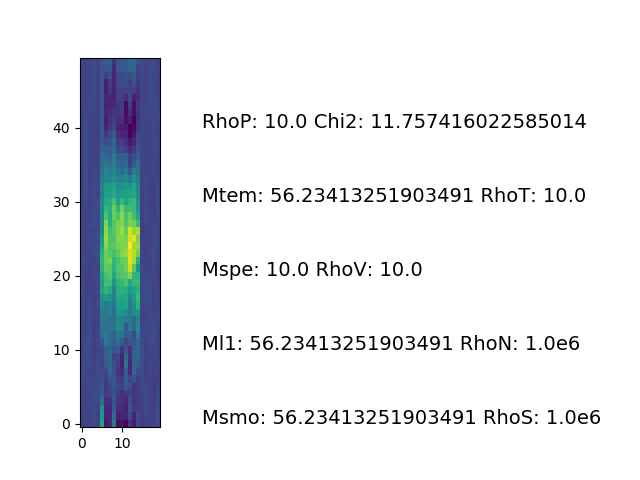 40
30
20
10
0
0 10
RhoP: 10.0 Chi2: 11.757416022585014
Mtem: 56.23413251903491 RhoT: 10.0
Mspe: 10.0 RhoV: 10.0
Ml1: 56.23413251903491 RhoN: 1.0e6
Msmo: 56.23413251903491 RhoS: 1.0e6